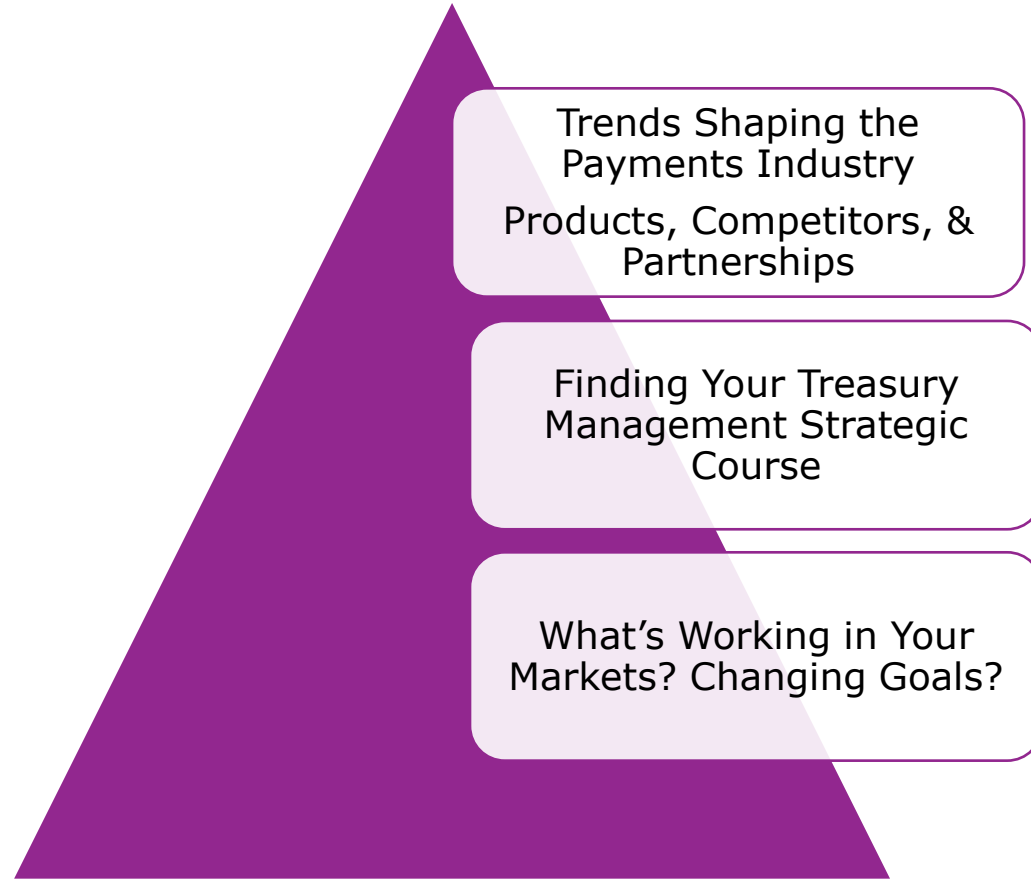 Trends Shaping the
Payments Industry
Products, Competitors, &
Partnerships
Finding Your Treasury
Management Strategic
Course
What’s Working in Your
Markets? Changing Goals?